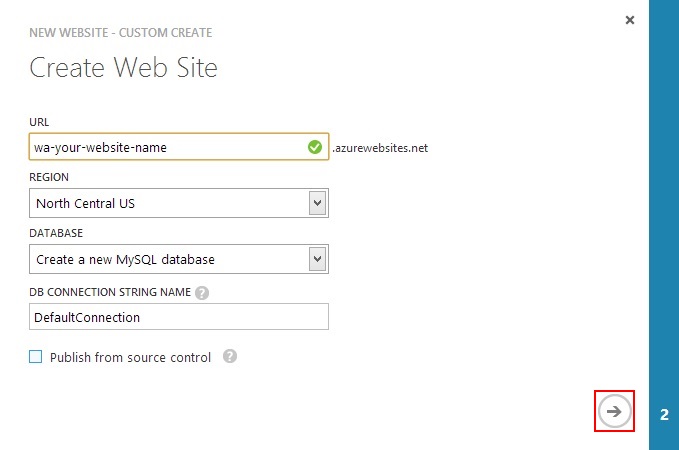 NEW WEBSITE - CUSTOM CREATE
Create Web Site
URL
wa-your-website-name .azurewebsites.net
REGION
North Central US
DATABASE
Create a new MySQL database
DB CONNECTION STRING NAME ?
DefaultConnection
Publish from source control ?
2